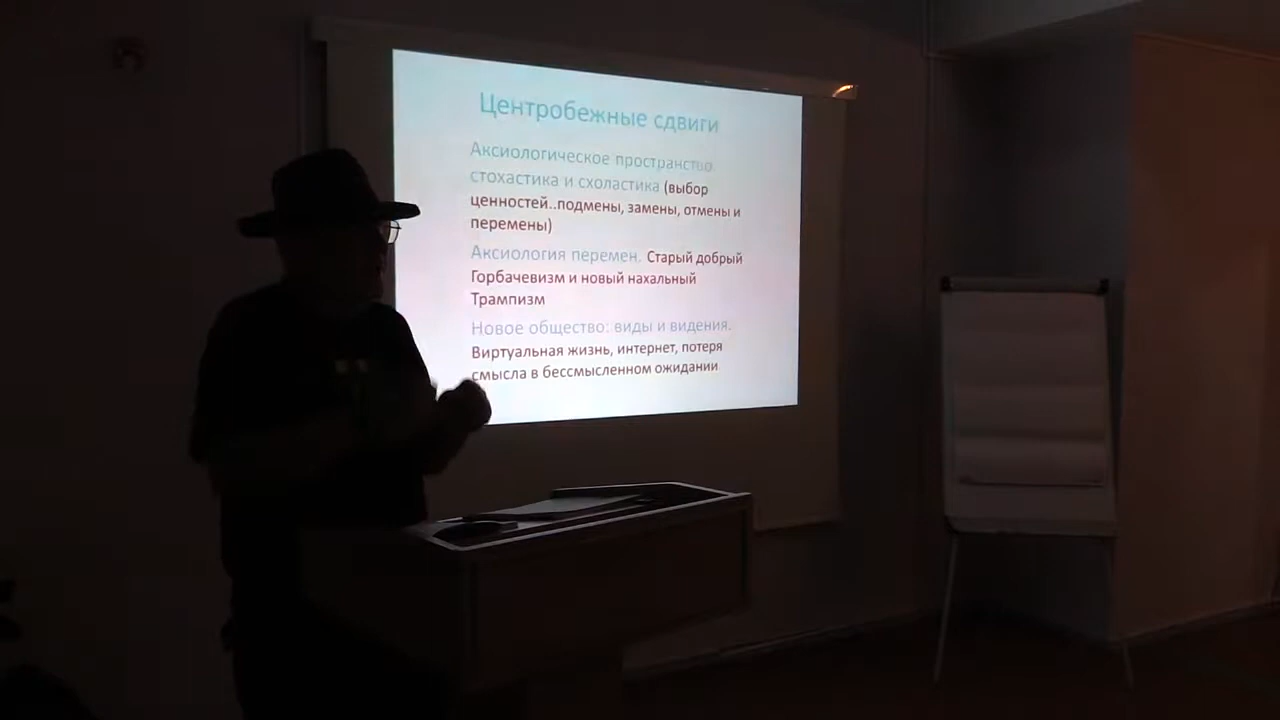 Центробежные сдвиги
Аксиологическое пространство
стохастика и схоластика (выбор
ценностей..подмены, замены, отмены и
перемены)
Аксиология перемен. Старый добрый
Горбачевизм и новый нахальный
Трампизм
Новое общество: виды и видения.
Виртуальная жизнь, интернет, потеря
смысла в бессмысленном ожидании